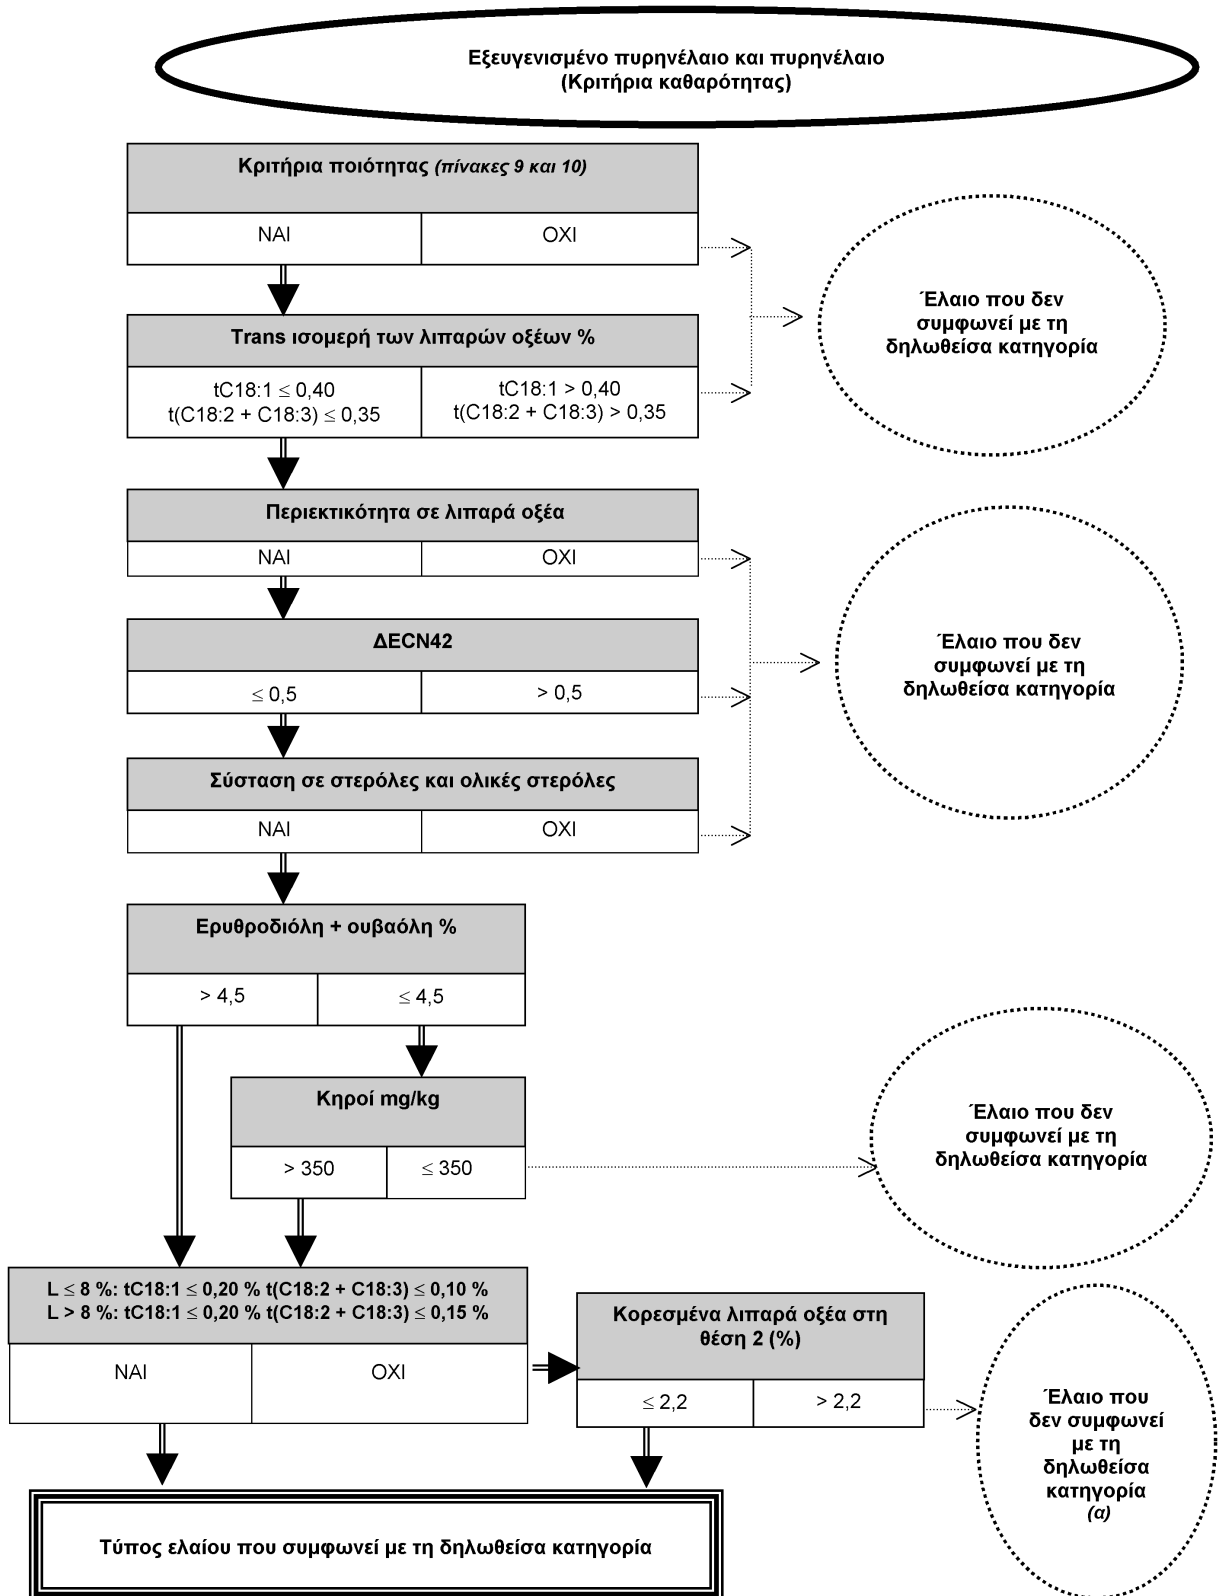 Εξευγενισμένο πυρηνέλαιο και πυρηνέλαιο
(Κριτήρια καθαρότητας)
Κριτήρια ποιότητας (πίνακες 9 και 10)
ΝΑΙ
ΟΧΙ
Έλαιο που δεν
συμφωνεί με τη
δηλωθείσα κατηγορία
Trans ισομερή των λιπαρών οξέων %
tC18:1 ≤ 0,40
t(C18:2 + C18:3) ≤ 0,35
tC18:1 > 0,40
t(C18:2 + C18:3) > 0,35
Περιεκτικότητα σε λιπαρά οξέα
ΝΑΙ
ΟΧΙ
ΔECN42
≤ 0,5
> 0,5
Έλαιο που δεν
συμφωνεί με τη
δηλωθείσα κατηγορία
Σύσταση σε στερόλες και ολικές στερόλες
ΝΑΙ
ΟΧΙ
Ερυθροδιόλη + ουβαόλη %
> 4,5
≤ 4,5
Κηροί mg/kg
> 350
≤ 350
Έλαιο που δεν
συμφωνεί με τη
δηλωθείσα κατηγορία
L ≤ 8 %: tC18:1 ≤ 0,20 % t(C18:2 + C18:3) ≤ 0,10 %
L > 8 %: tC18:1 ≤ 0,20 % t(C18:2 + C18:3) ≤ 0,15 %
ΝΑΙ
ΟΧΙ
Κορεσμένα λιπαρά οξέα στη
θέση 2 (%)
≤ 2,2
> 2,2
Έλαιο που
δεν συμφωνεί
με τη
δηλωθείσα
κατηγορία
(α)
Τύπος ελαίου που συμφωνεί με τη δηλωθείσα κατηγορία